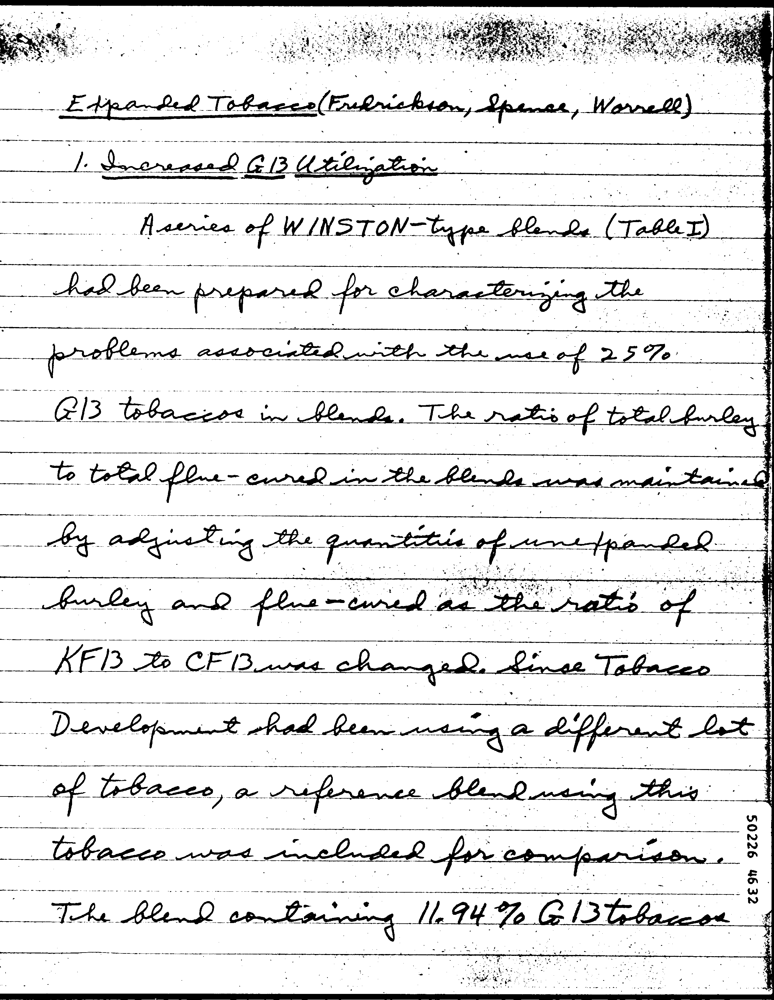 Expanded Tobacco (Fredrickson, Spence, Worrell)
1. Increased G13 Utilization
A series of WINSTON-type blends (Table I)
had been prepared for characterizing the
problems associated with the use of 25%
G13 tobaccos in blends. The ratio of total burley
to total flue-cured in the blends was maintained
by adjusting the quantities of unexpanded
burley and flue-cured as the ratio of
KF13 to CF13 was changed. Since Tobacco
Development had been using a different lot
of tobacco, a reference blend using this
tobacco was included for comparison.
The blend containing 11.94% G13 tobaccos
50226 4632